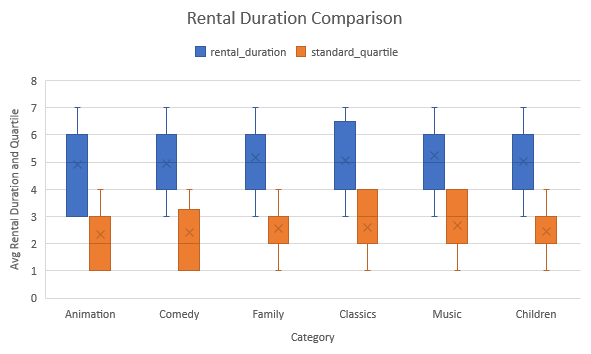 Rental Duration Comparison
rental_duration standard_quartile
Avg Rental Duration and Quartile
8
7
6
5
4
3
2
1
0
Animation Comedy Family Classics Music Children
Category